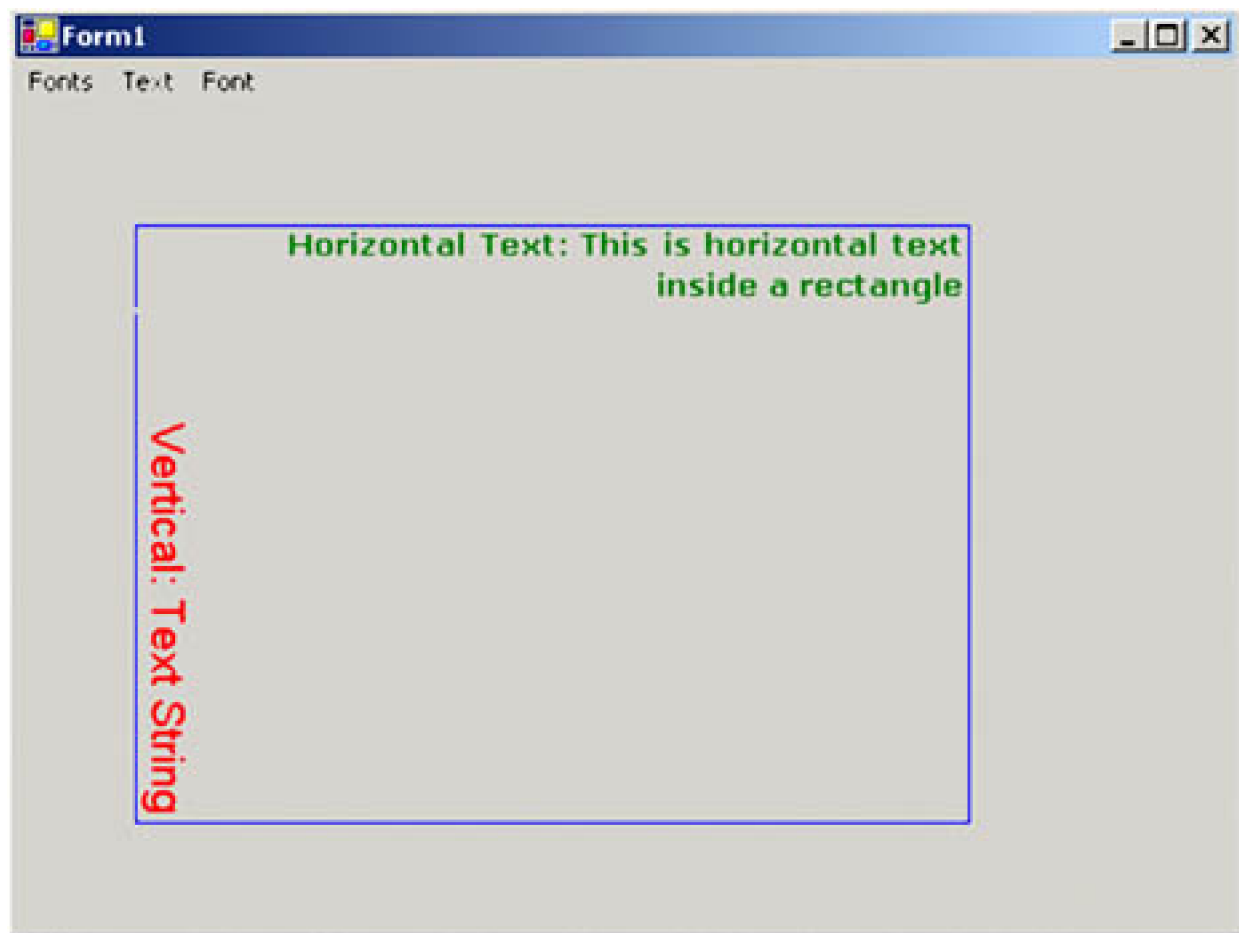 Form1
Fonts Text Font
Horizontal Text: This is horizontal text
inside a rectangle
Vertical: Text String